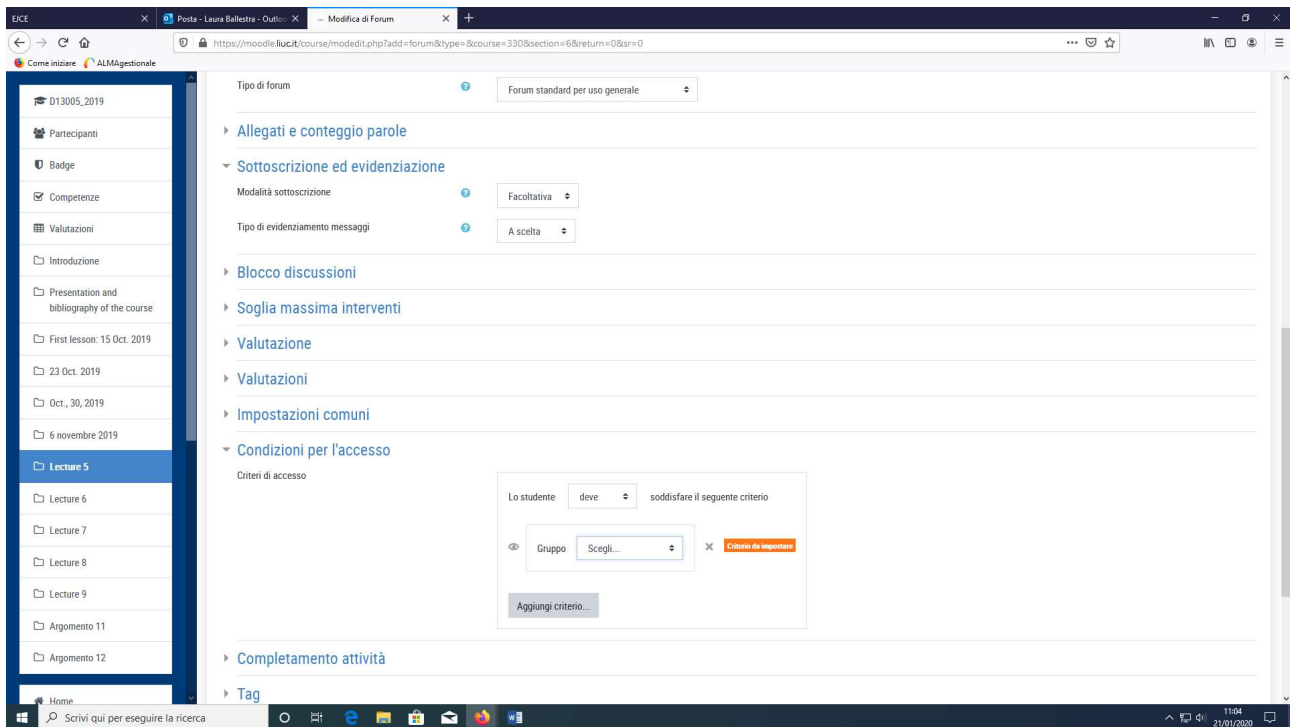 EJCE
Posta - Laura Ballestra - Outloo
Modifica di Forum
https://moodle.liuc.it/course/modedit.php?add=forum&type=&course=330&section=6&return=0&sr=0
Come iniziare ALMAgestionale
D13005_2019
Partecipanti
Badge
Competenze
Valutazioni
Introduzione
Presentation and
bibliography of the course
First lesson: 15 Oct. 2019
23 Oct. 2019
Oct., 30, 2019
6 novembre 2019
Lecture 5
Lecture 6
Lecture 7
Lecture 8
Lecture 9
Argomento 11
Argomento 12
Home
Tipo di forum
Forum standard per uso generale
Allegati e conteggio parole
Sottoscrizione ed evidenziazione
Modalità sottoscrizione
Facoltativa
Tipo di evidenziamento messaggi
A scelta
Blocco discussioni
Soglia massima interventi
Valutazione
Valutazioni
Impostazioni comuni
Condizioni per l'accesso
Criteri di accesso
Lo studente deve soddisfare il seguente criterio
Gruppo Scegli... Criterio da impostare
Aggiungi criterio...
Completamento attività
Tag
Scrivi qui per eseguire la ricerca
11:04
21/01/2020